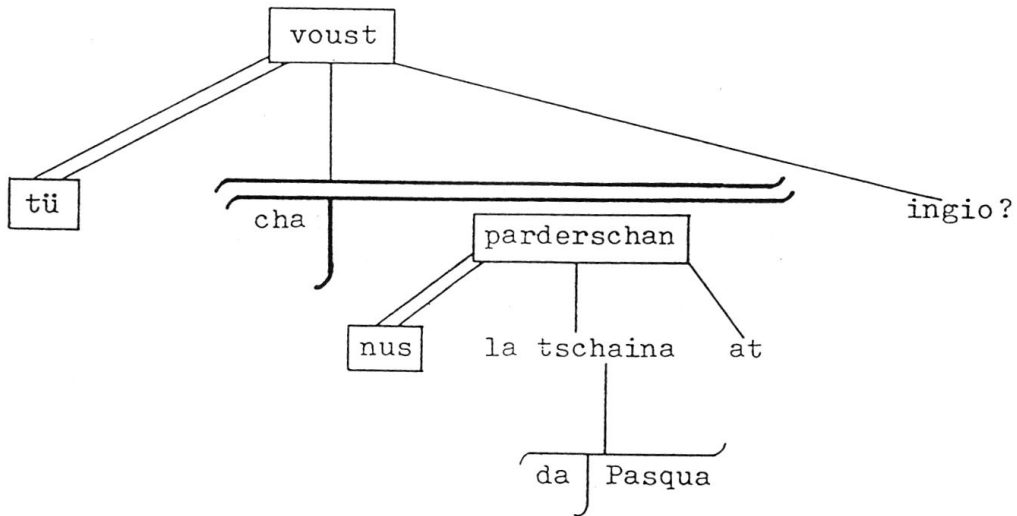 voust
tü
cha
ingio?
parderschan
nus
la tschaina
at
da
Pasqua